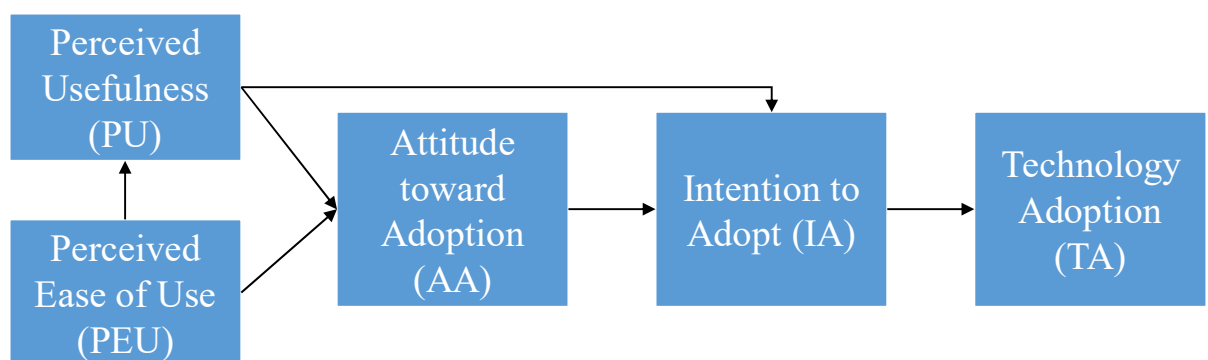 Perceived
Usefulness
(PU)
Perceived
Ease of Use
(PEU)
Attitude
toward
Adoption
(AA)
Intention to
Adopt (IA)
Technology
Adoption
(TA)